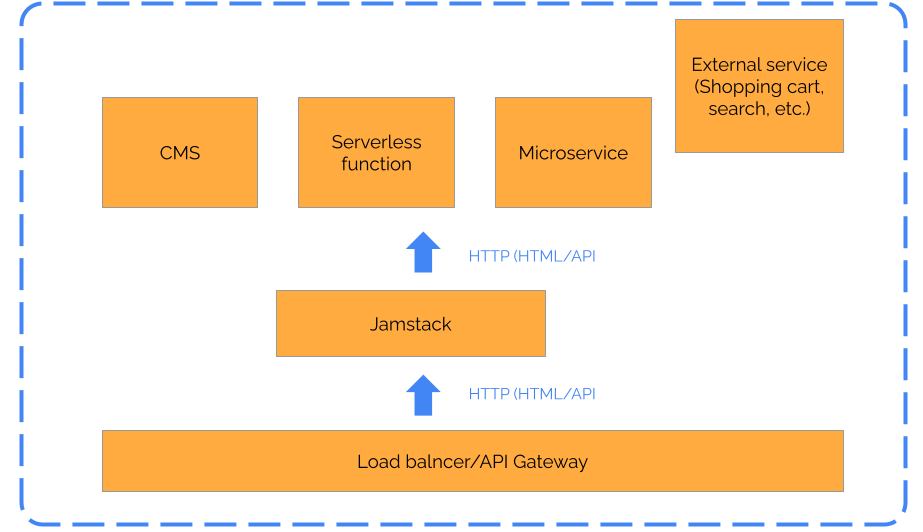 External service
(Shopping cart,
search, etc.)
CMS
Serverless
function
Microservice
HTTP (HTML/API
Jamstack
HTTP (HTML/API
Load balncer/API Gateway